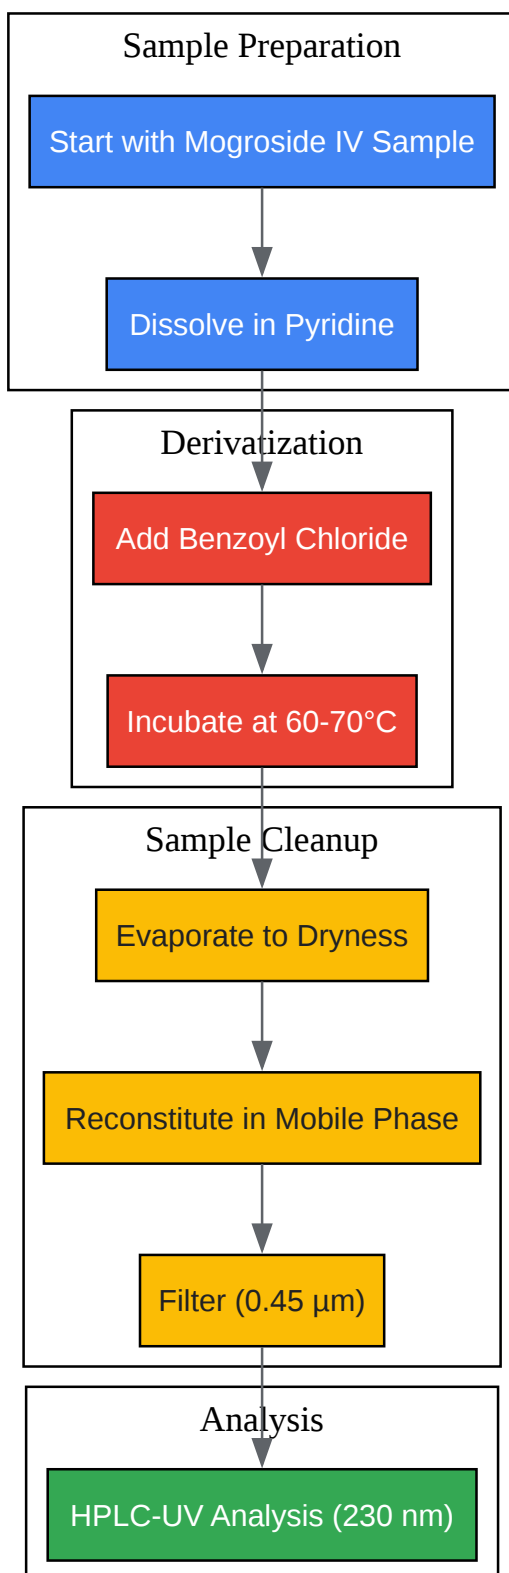 Sample Preparation
Start with Mogroside IV Sample
Dissolve in Pyridine
Derivatization
Add Benzoyl Chloride
Incubate at 60-70°C
Sample Cleanup
Evaporate to Dryness
Reconstitute in Mobile Phase
Filter (0.45 µm)
Analysis
HPLC-UV Analysis (230 nm)